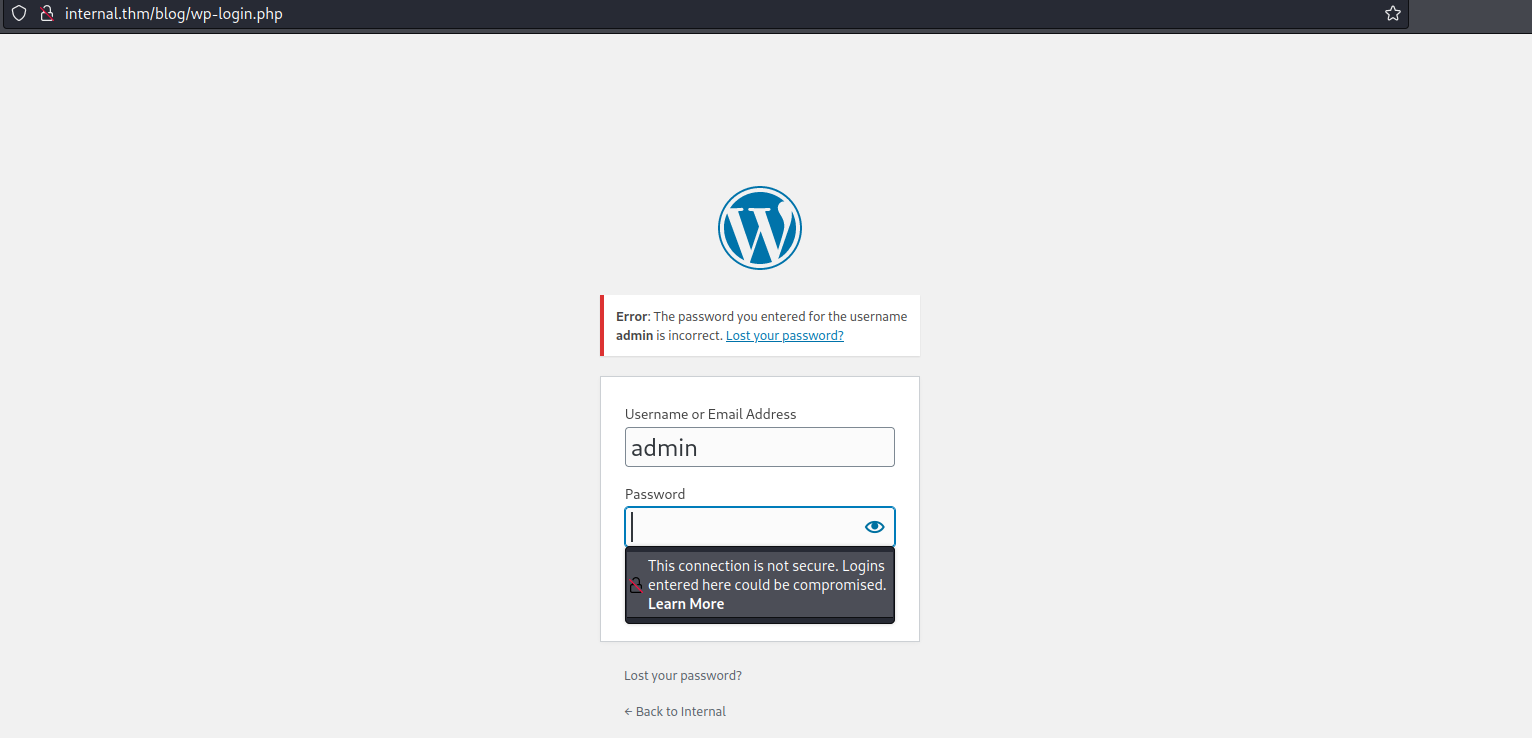 internal.thm/blog/wp-login.php
Error: The password you entered for the username
admin is incorrect. Lost your password?
Username or Email Address
admin
Password
This connection is not secure. Logins
entered here could be compromised.
Learn More
Lost your password?
← Back to Internal